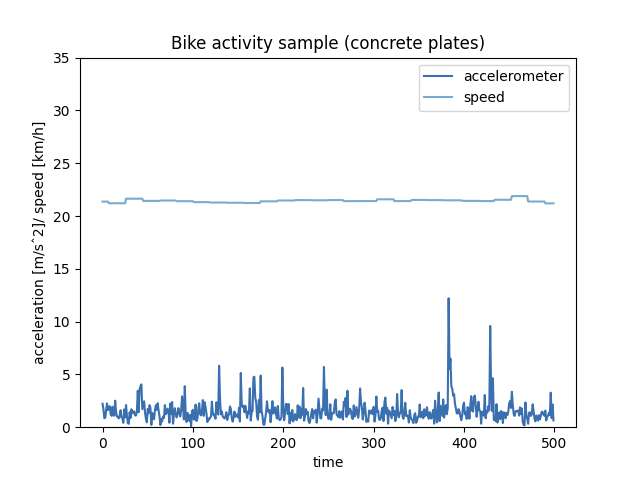 Bike activity sample (concrete plates)
accelerometer
speed
acceleration [m/s^2]/ speed [km/h]
35
30
25
20
15
10
5
0
0 100 200 300 400 500
time